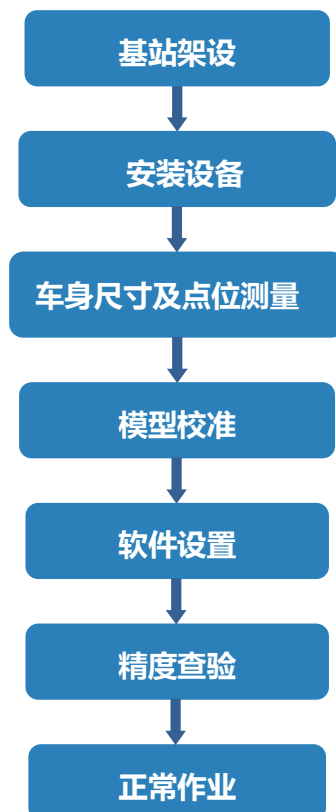 基站架设
安装设备
车身尺寸及点位测量
模型校准
软件设置
精度查验
正常作业